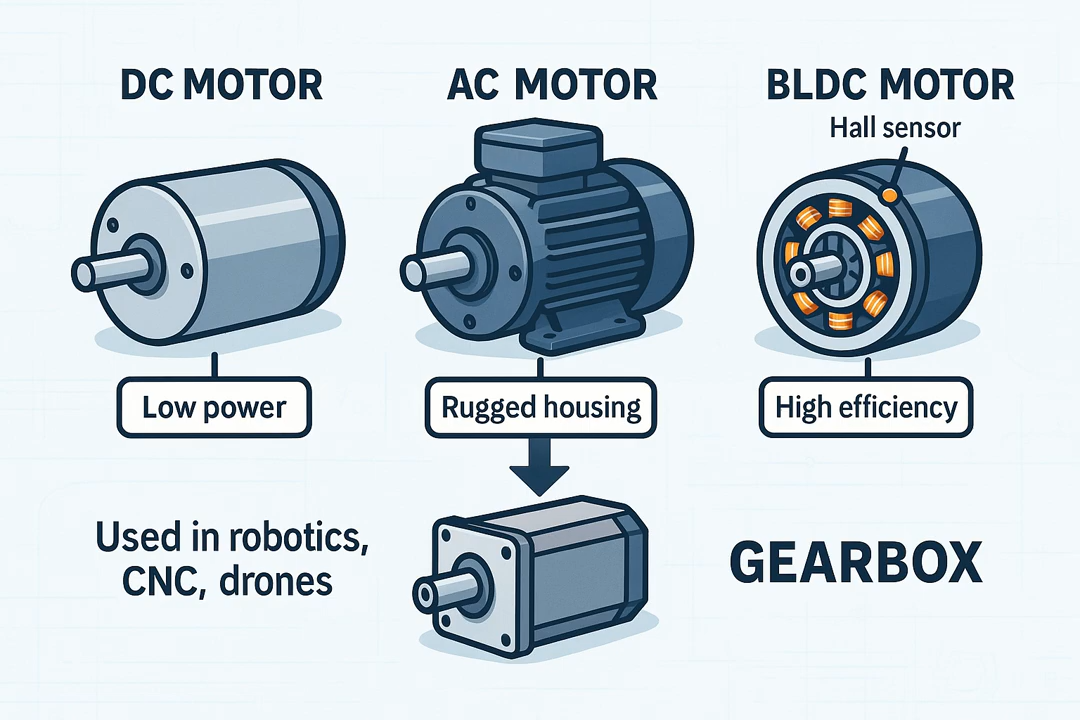 DC MOTOR
AC MOTOR
BLDC MOTOR
Hall sensor
Low power
Rugged housing
High efficiency
Used in robotics,
CNC, drones
GEARBOX